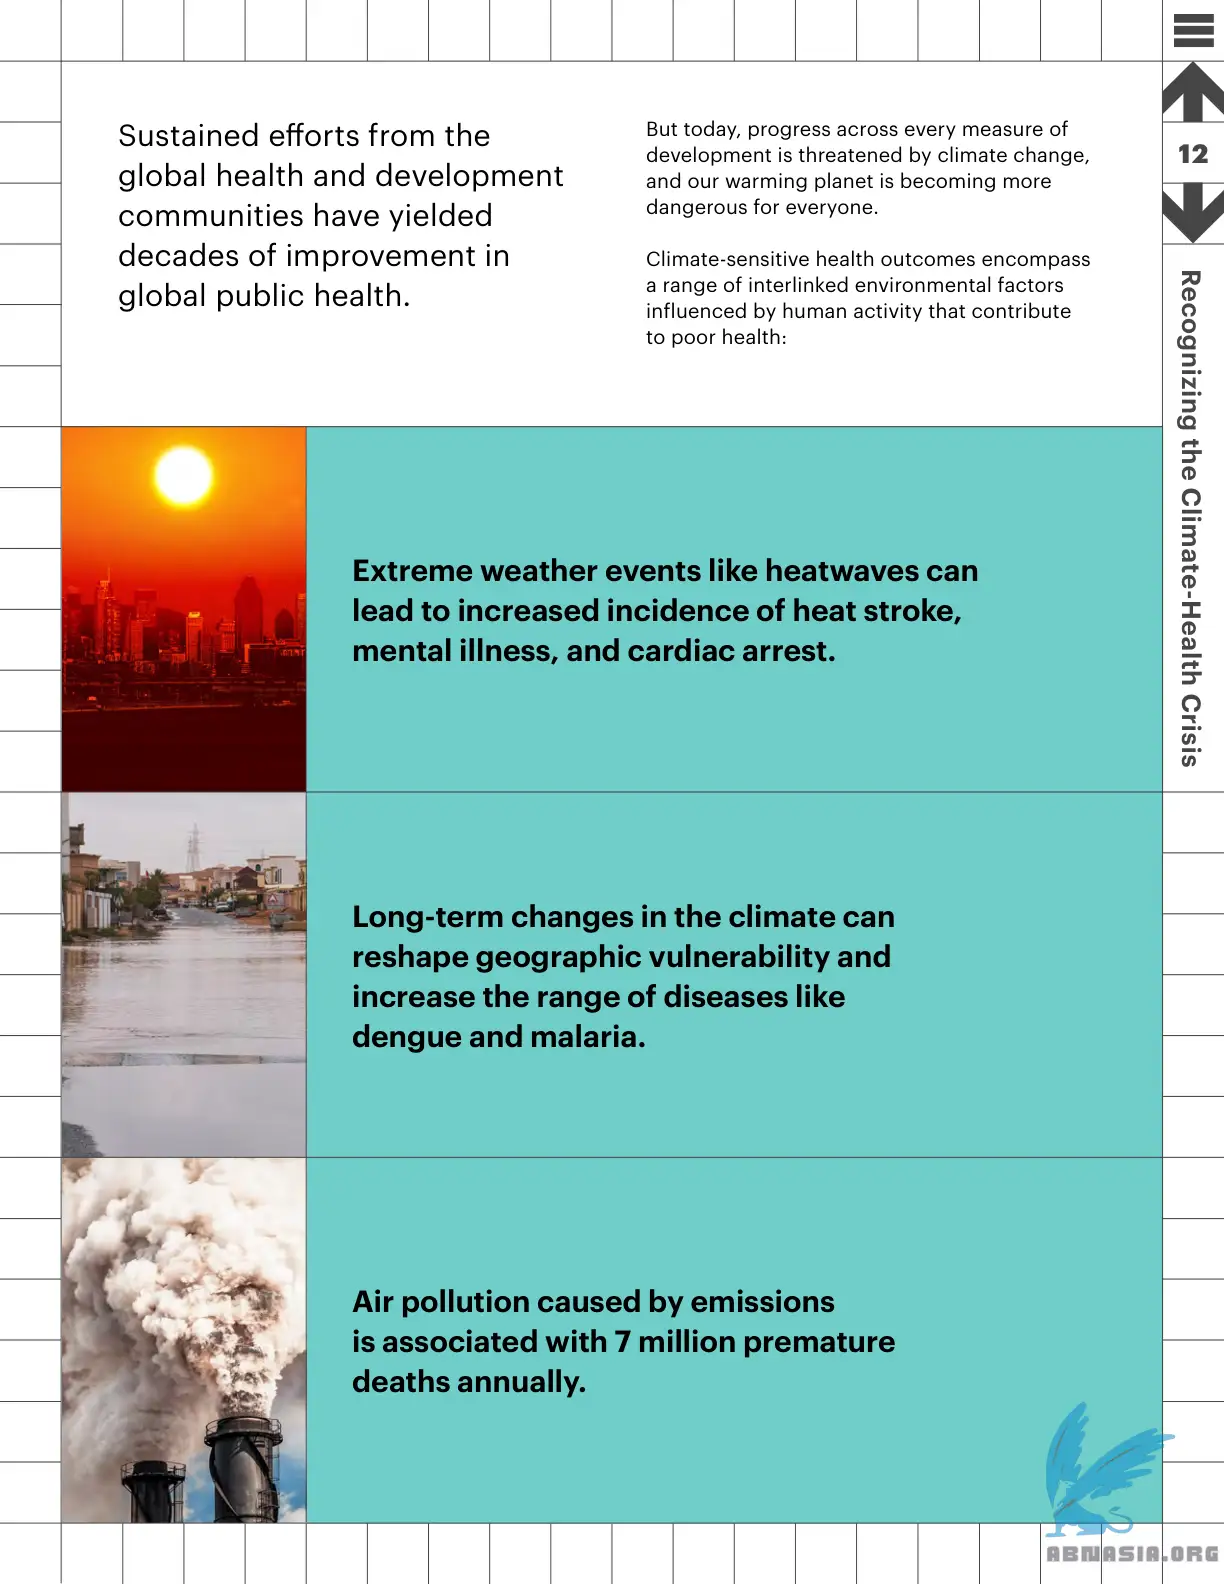 Sustained efforts from the
global health and development
communities have yielded
decades of improvement in
global public health.
But today, progress across every measure of
development is threatened by climate change,
and our warming planet is becoming more
dangerous for everyone.
Climate-sensitive health outcomes encompass
a range of interlinked environmental factors
influenced by human activity that contribute
to poor health:
12
Recognizing the Climate-Health Crisis
Extreme weather events like heatwaves can
lead to increased incidence of heat stroke,
mental illness, and cardiac arrest.
Long-term changes in the climate can
reshape geographic vulnerability and
increase the range of diseases like
dengue and malaria.
Air pollution caused by emissions
is associated with 7 million premature
deaths annually.
ABNASIA.ORG